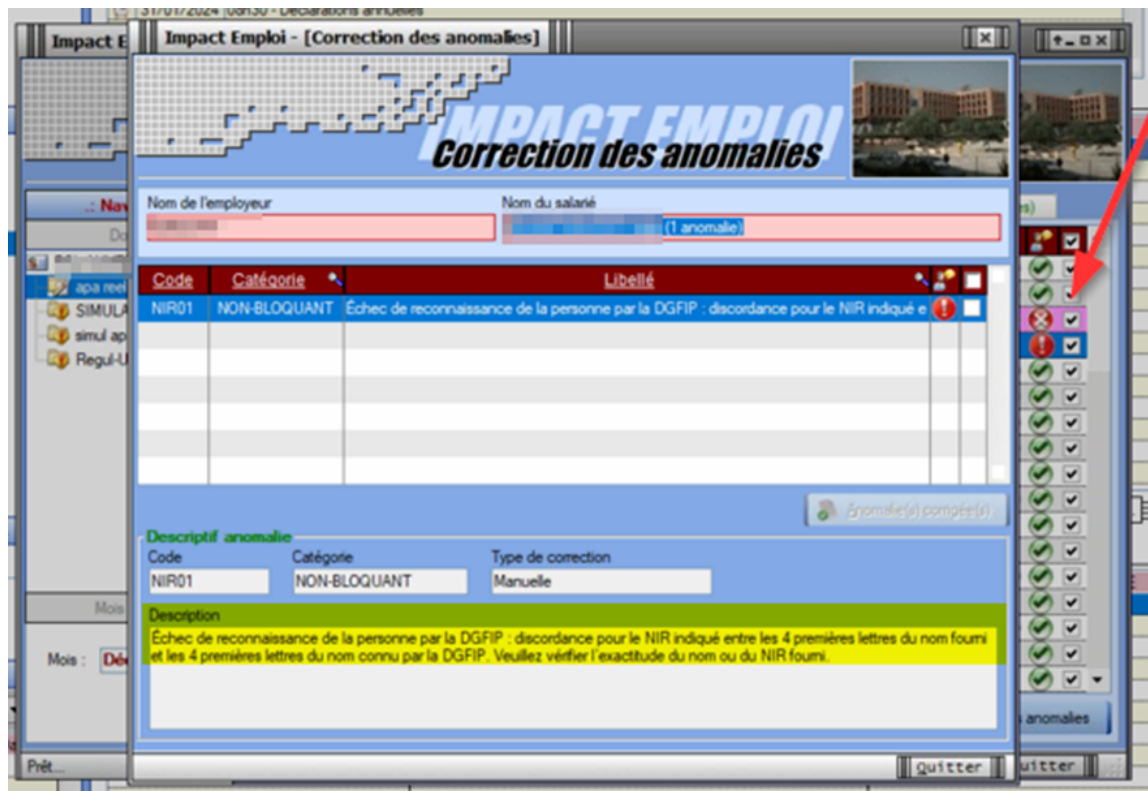 31/01/2024 09h30 - Déclarations annuelles
Impact E
Impact Emploi - [Correction des anomalies]
IMPACT EMPLOI
Correction des anomalies
.: Nav
Do
apa reel
SIMULA
simul ap
Regul-U
Mois
Mois : Déc
Prêt...
Nom de l'employeur
Nom du salarié
(1 anomalie)
Code Catégorie Libellé
NIR01 NON-BLOQUANT Échec de reconnaissance de la personne par la DGFIP : discordance pour le NIR indiqué e
Anomalie(s) corrigée(s)
Descriptif anomalie
Code Catégorie Type de correction
NIR01 NON-BLOQUANT Manuelle
Description
Échec de reconnaissance de la personne par la DGFIP : discordance pour le NIR indiqué entre les 4 premières lettres du nom fourni
et les 4 premières lettres du nom connu par la DGFIP. Veuillez vérifier l'exactitude du nom ou du NIR fourni.
Quitter
s)
anomalies
uitter